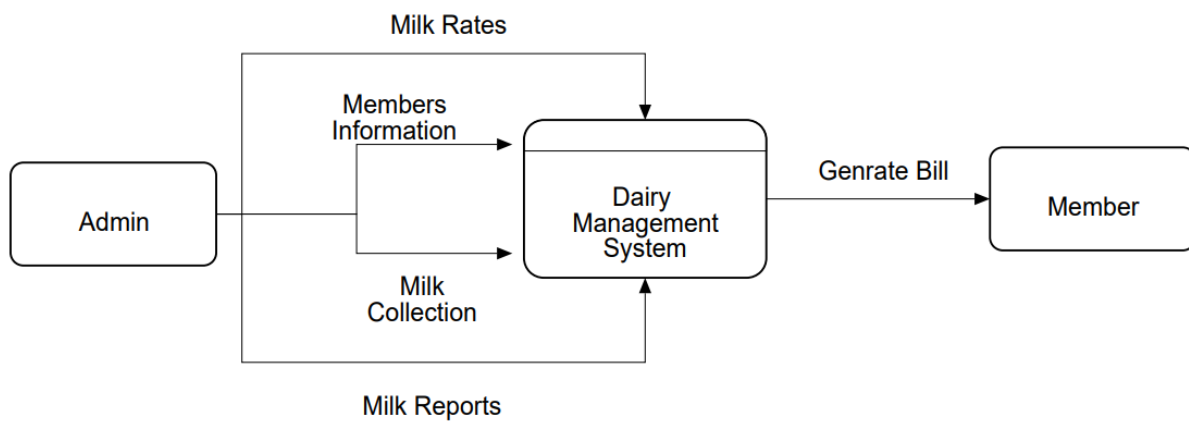 Milk Rates
Members
Information
Admin
Dairy
Management
System
Genrate Bill
Member
Milk
Collection
Milk Reports